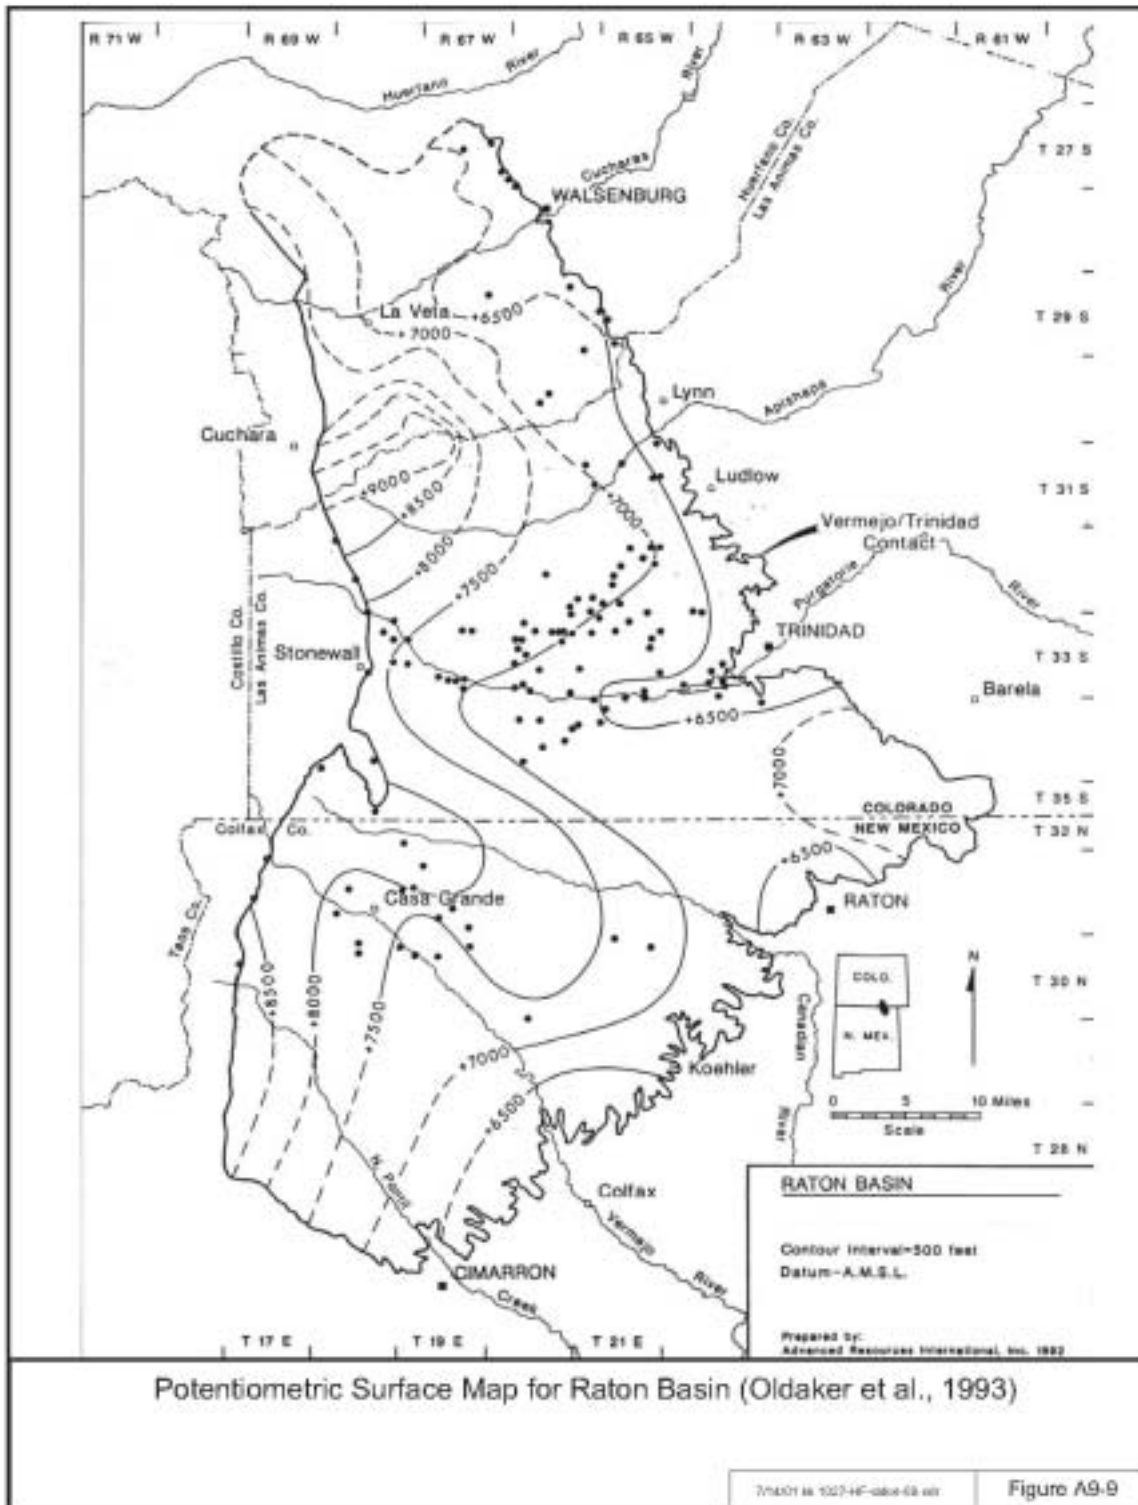 R 71 W
R 69 W
R 67 W
R 65 W
R 63 W
R 61 W
Huerfano River
River
Cucharas
Huerfano Co.
Las Animas Co.
T 27 S
WALSENBURG
River
La Veta
+6500
+7000
T 29 S
Lynn
Apishapa
Cuchara
Ludlow
T 31 S
+9000
+8500
+7000
Vermejo/Trinidad
Contact
+8000
+7500
Purgatorie
River
Costillo Co.
Las Animas Co.
TRINIDAD
Stonewall
T 33 S
Barela
+6500
+7000
T 35 S
COLORADO
Colfax Co.
NEW MEXICO
T 32 N
+6500
Casa Grande
RATON
Taos Co.
N
COLO.
+8500
+8000
T 30 N
Canadian
N. MEX.
+7500
+7000
Koehler
0 5 10 Miles
Scale
+6500
River
T 28 N
RATON BASIN
N. Ponil
Colfax
Vermejo
Contour Interval=500 feet
Datum-A.M.S.L.
CIMARRON
River
Creek
T 17 E
T 19 E
T 21 E
Prepared by:
Advanced Resources International, Inc. 1992
Potentiometric Surface Map for Raton Basin (Oldaker et al., 1993)
Figure A9-9